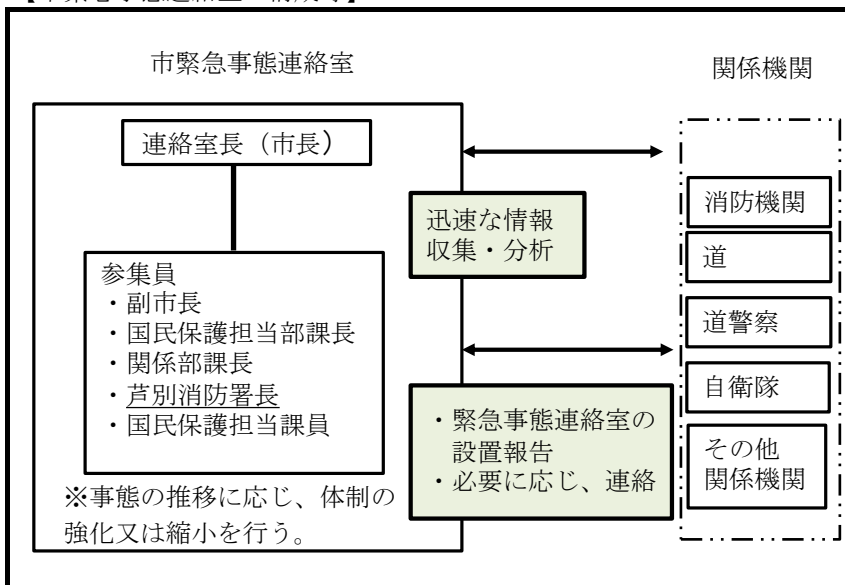 市緊急事態連絡室
関係機関
連絡室長（市長）
参集員
・副市長
・国民保護担当部課長
・関係部課長
・芦別消防署長
・国民保護担当課員
※事態の推移に応じ、体制の
強化又は縮小を行う。
迅速な情報
収集・分析
・緊急事態連絡室の
設置報告
・必要に応じ、連絡
消防機関
道
道警察
自衛隊
その他
関係機関